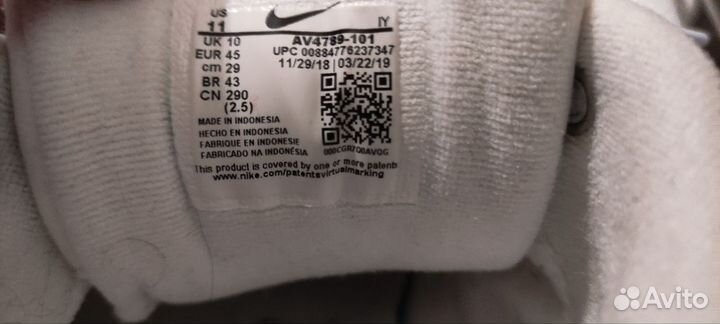 US
11
IY
UK 10
AV4789-101
EUR 45
UPC 00884776237347
cm 29
11/29/18 | 03/22/19
BR 43
CN 290
(2.5)
MADE IN INDONESIA
HECHO EN INDONESIA
FABRIQUE EN INDONESIE
FABRICADO NA INDONÉSIA
This product is covered by one or more patents
www.nike.com/patentsvirtualmarking
Avito